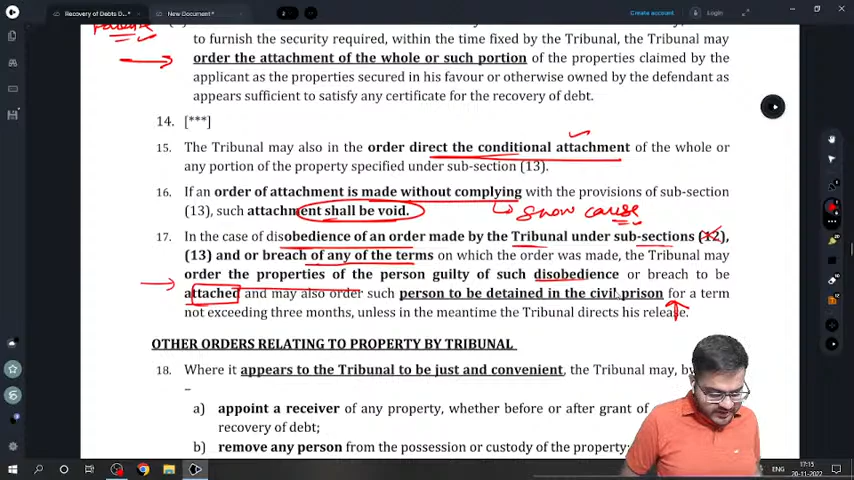 Recovery of Debts D...*
New Document*
2
Create account
Login
to furnish the security required, within the time fixed by the Tribunal, the Tribunal may
order the attachment of the whole or such portion of the properties claimed by the
applicant as the properties secured in his favour or otherwise owned by the defendant as
appears sufficient to satisfy any certificate for the recovery of debt.
14. [***]
15. The Tribunal may also in the order direct the conditional attachment of the whole or
any portion of the property specified under sub-section (13).
16. If an order of attachment is made without complying with the provisions of sub-section
(13), such attachment shall be void.
show cause
17. In the case of disobedience of an order made by the Tribunal under sub-sections (12),
(13) and or breach of any of the terms on which the order was made, the Tribunal may
order the properties of the person guilty of such disobedience or breach to be
attached and may also order such person to be detained in the civil prison for a term
not exceeding three months, unless in the meantime the Tribunal directs his release.
OTHER ORDERS RELATING TO PROPERTY BY TRIBUNAL
18. Where it appears to the Tribunal to be just and convenient, the Tribunal may, by
–
a) appoint a receiver of any property, whether before or after grant of
recovery of debt;
b) remove any person from the possession or custody of the property;
ENG
17:15
20-11-2022